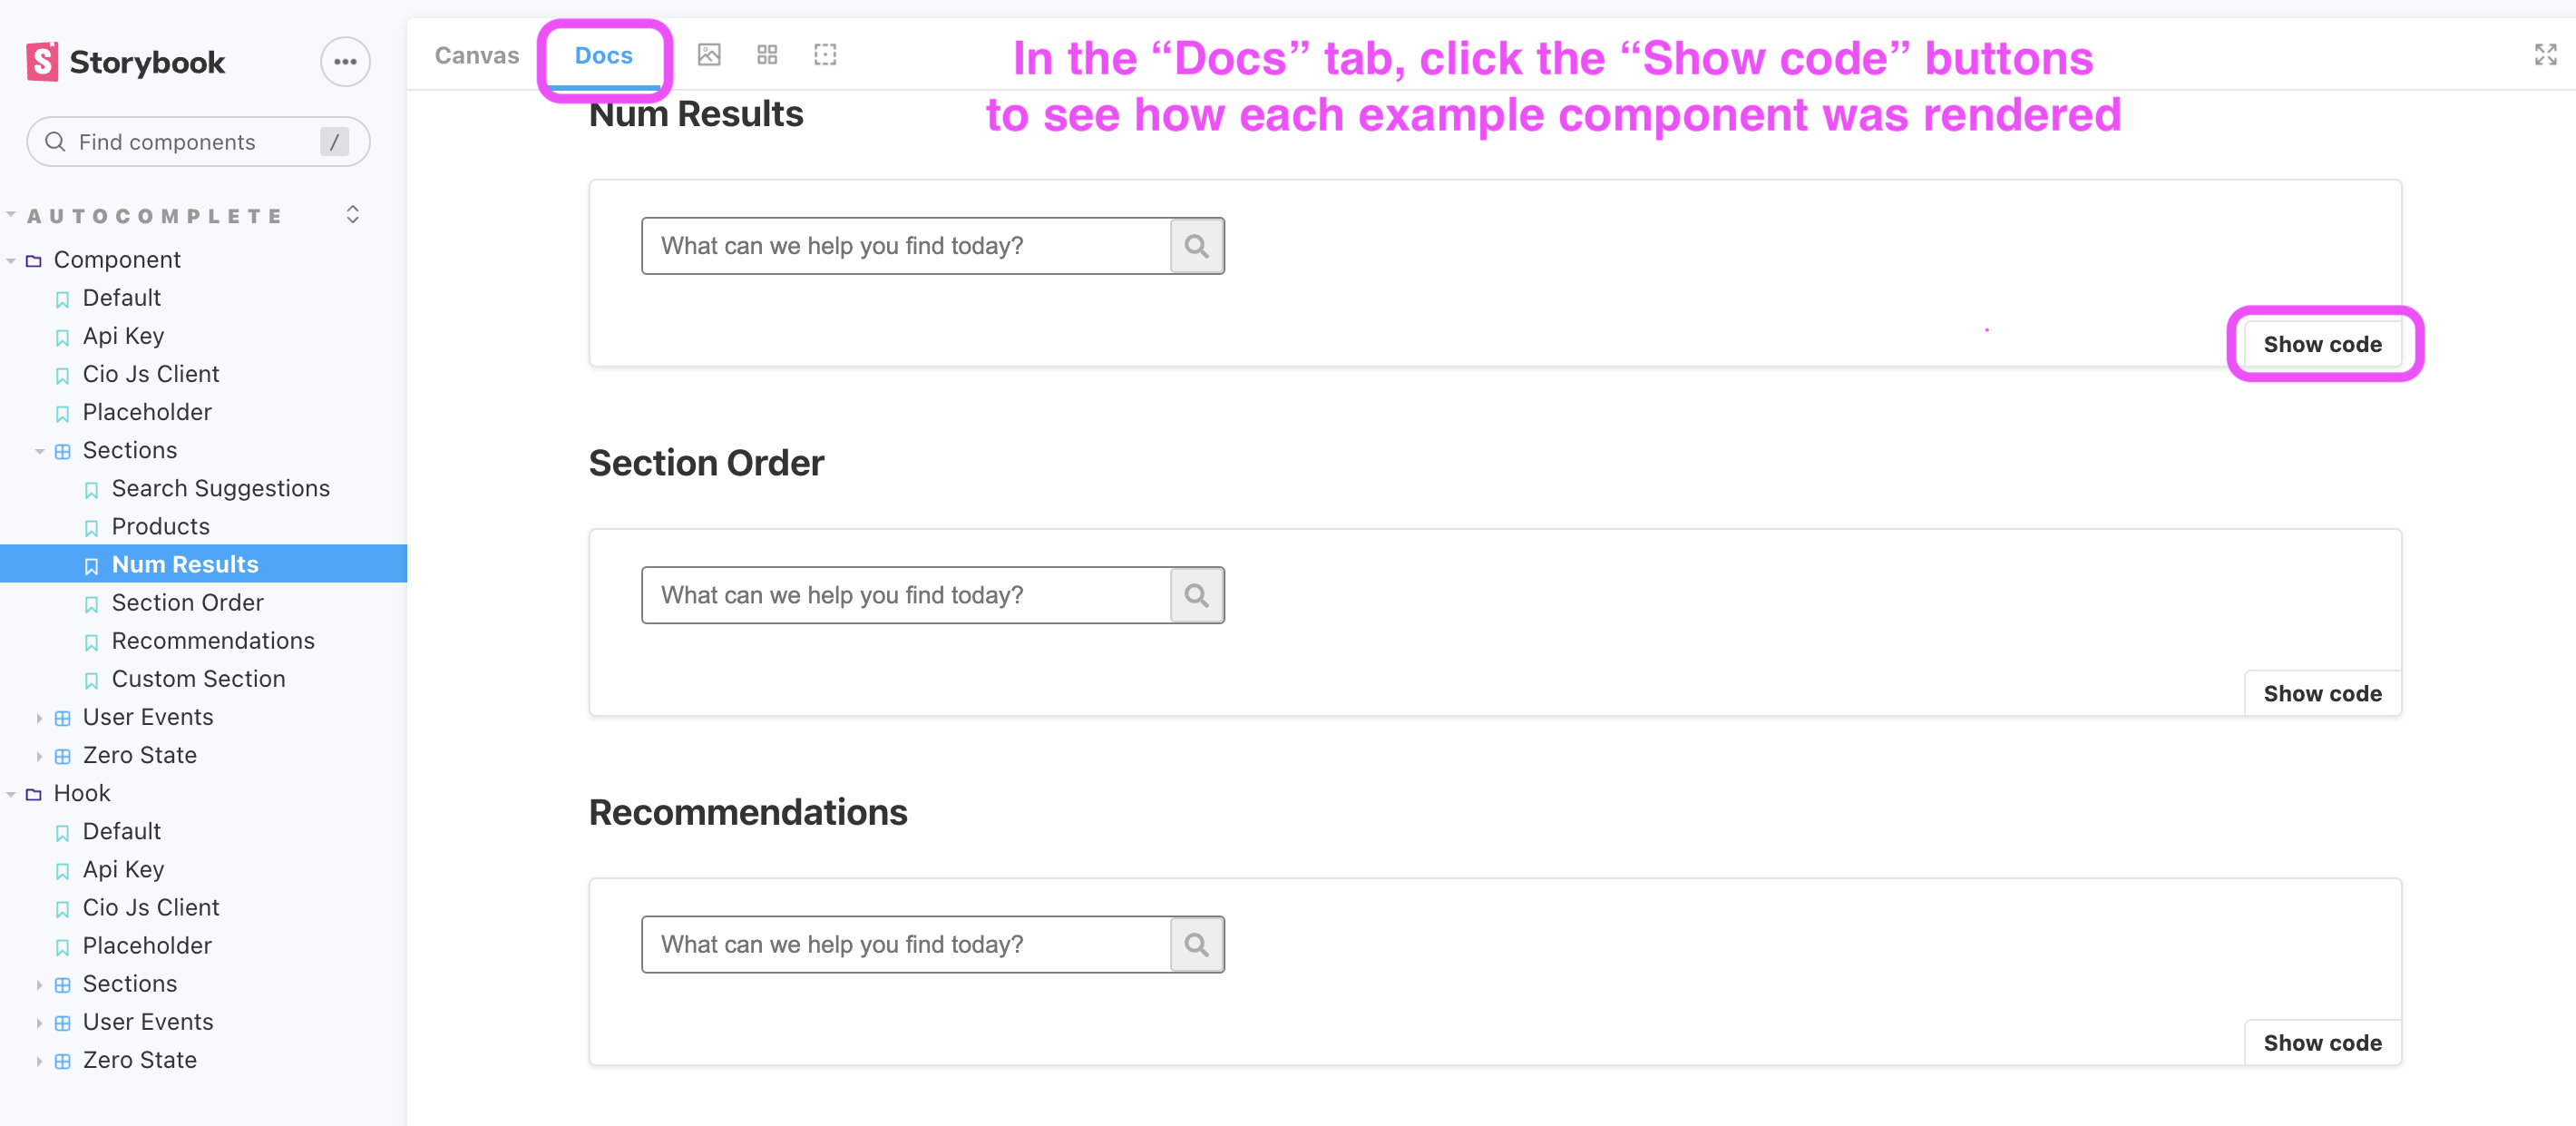 Storybook
Find components
/
AUTOCOMPLETE
Component
Default
Api Key
Cio Js Client
Placeholder
Sections
Search Suggestions
Products
Num Results
Section Order
Recommendations
Custom Section
User Events
Zero State
Hook
Default
Api Key
Cio Js Client
Placeholder
Sections
User Events
Zero State
Canvas
Docs
In the “Docs” tab, click the “Show code” buttons
to see how each example component was rendered
Num Results
What can we help you find today?
Show code
Section Order
What can we help you find today?
Show code
Recommendations
What can we help you find today?
Show code